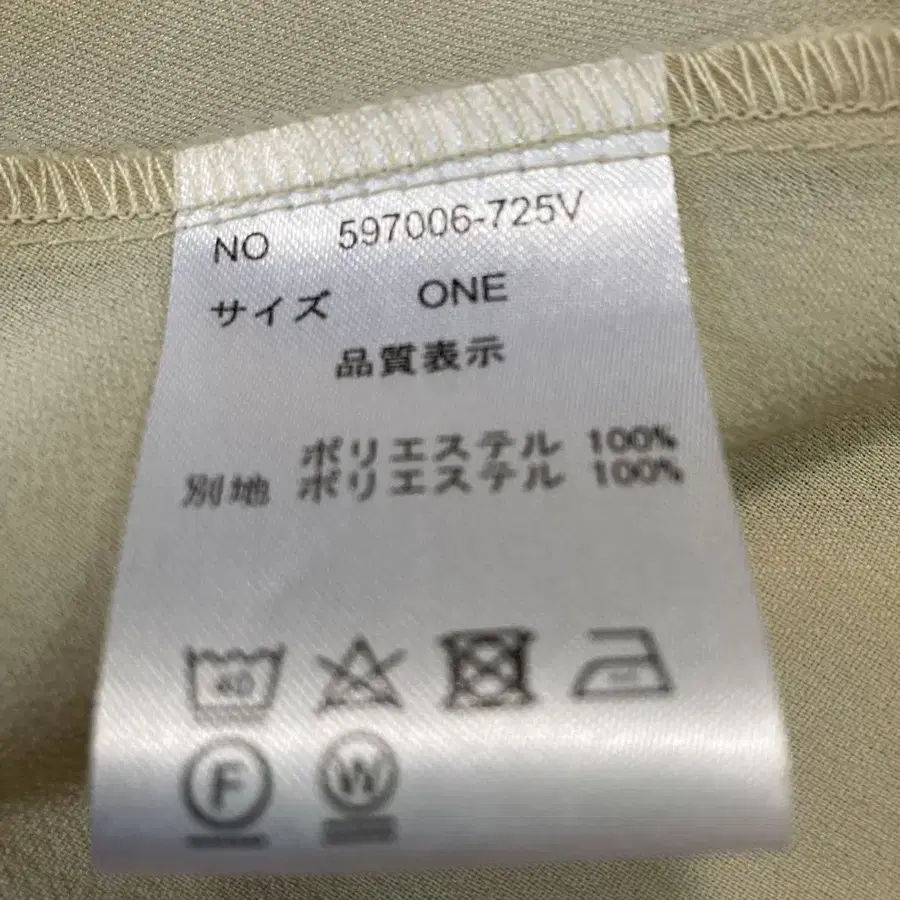 NO 597006-725V
サイズ ONE
品質表示
ポリエステル 100%
別地 ポリエステル 100%
40
F W